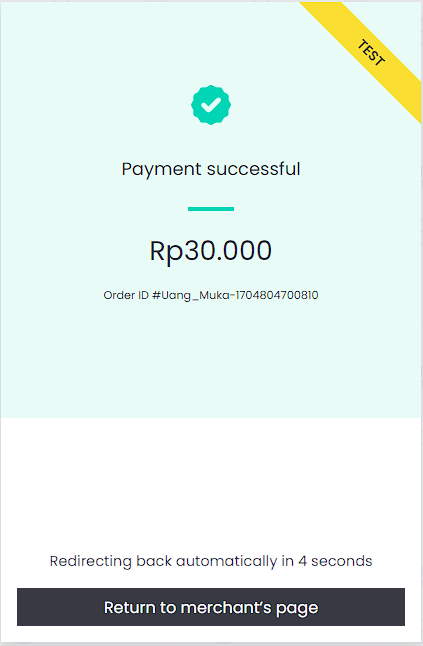 TEST
Payment successful
Rp30.000
Order ID #Uang_Muka-1704804700810
Redirecting back automatically in 4 seconds
Return to merchant's page